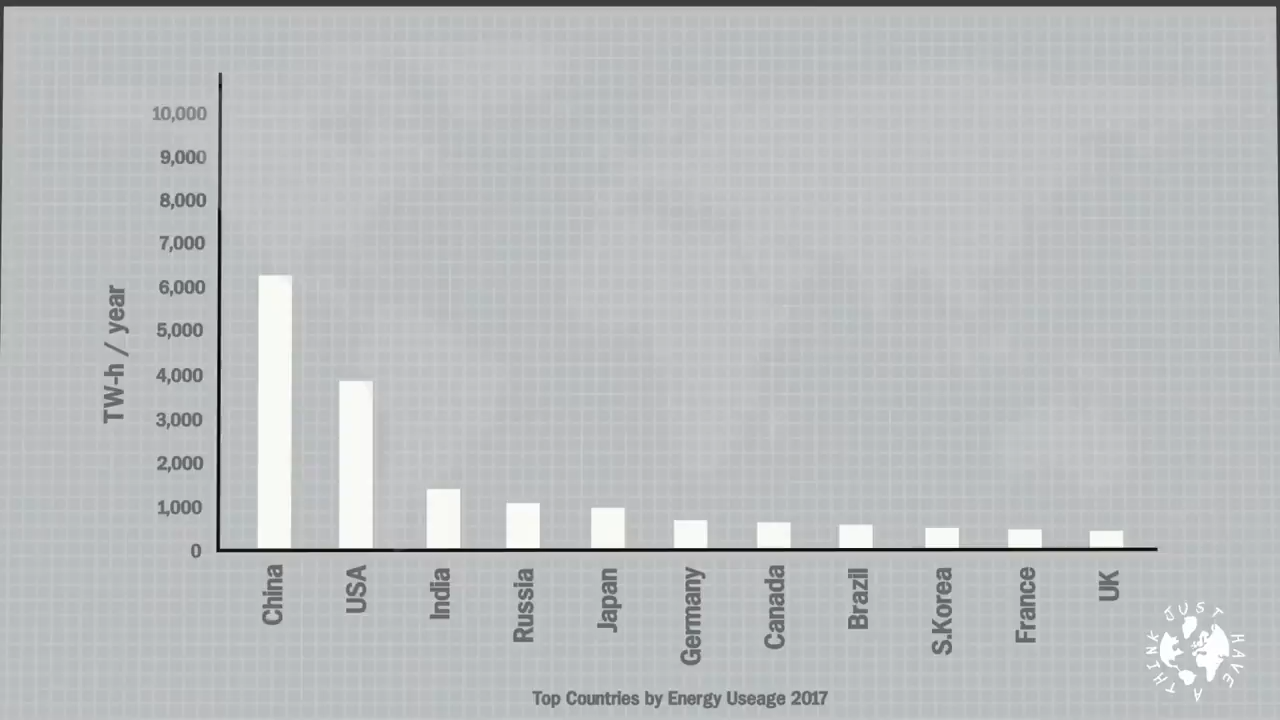 TW-h / year
10,000
9,000
8,000
7,000
6,000
5,000
4,000
3,000
2,000
1,000
0
China
USA
India
Russia
Japan
Germany
Canada
Brazil
S.Korea
France
UK
Top Countries by Energy Useage 2017
JUST HAVE A THINK